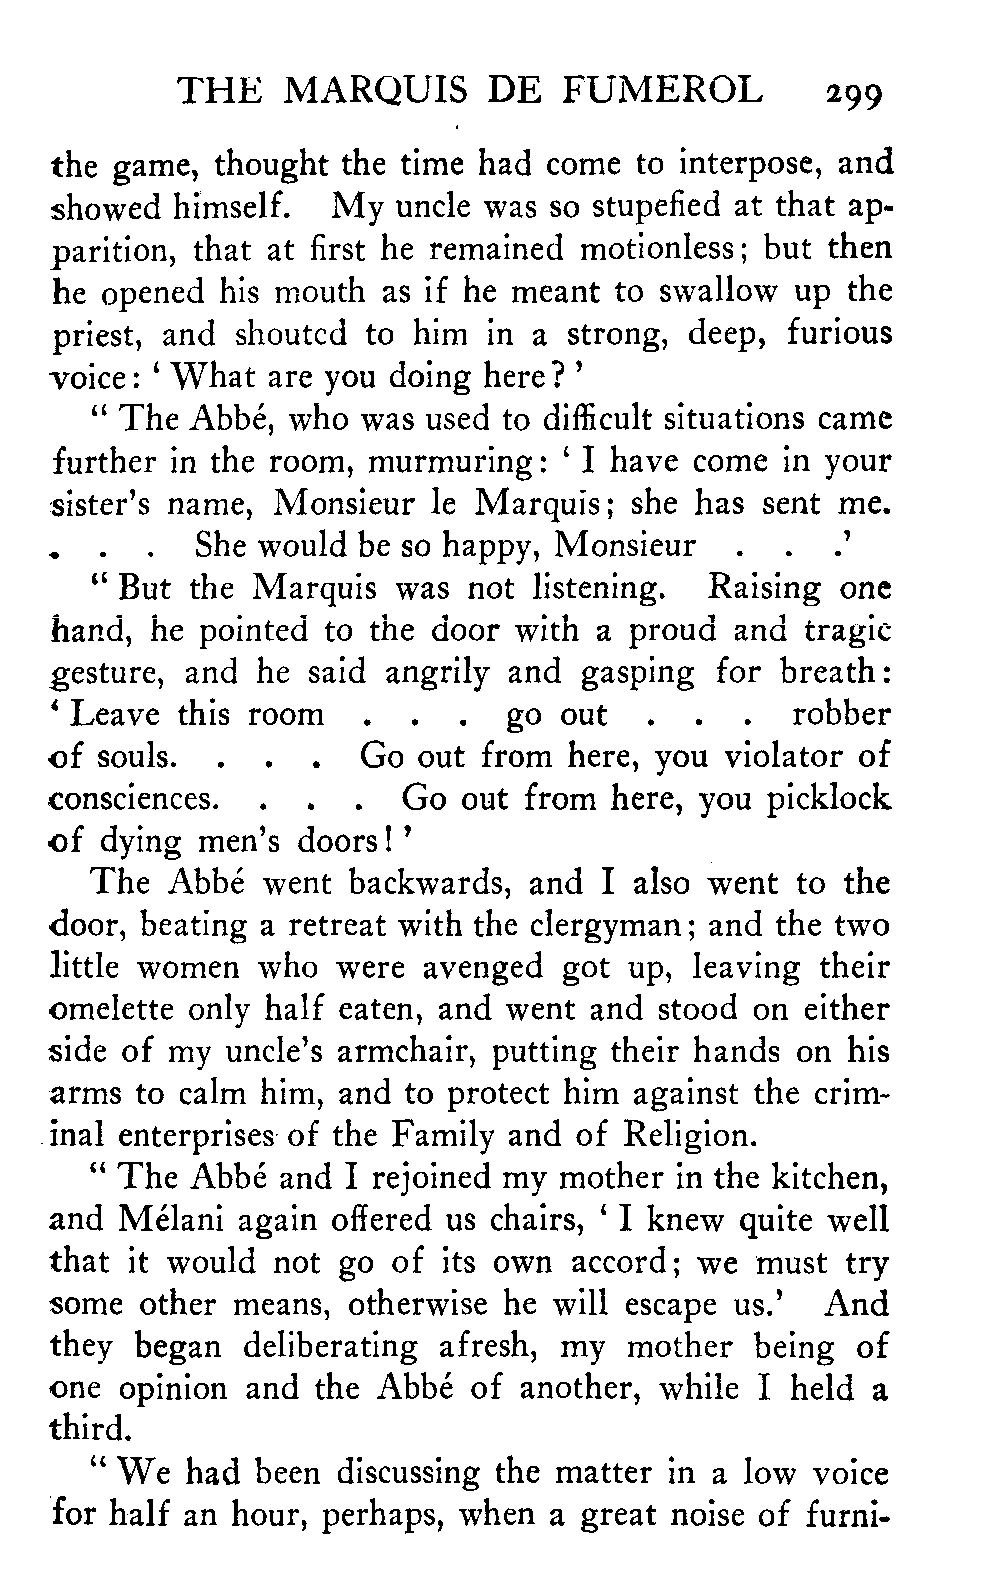 THE MARQUIS DE FUMEROL 299
the game, thought the time had come to interpose, and
showed himself. My uncle was so stupefied at that ap-
parition, that at first he remained motionless; but then
he opened his mouth as if he meant to swallow up the
priest, and shouted to him in a strong, deep, furious
voice: ‘ What are you doing here? ’
“ The Abbé, who was used to difficult situations came
further in the room, murmuring: ‘ I have come in your
sister’s name, Monsieur le Marquis; she has sent me.
. . . She would be so happy, Monsieur . . .’
“ But the Marquis was not listening. Raising one
hand, he pointed to the door with a proud and tragic
gesture, and he said angrily and gasping for breath:
‘ Leave this room . . . go out . . . robber
of souls. . . . Go out from here, you violator of
consciences. . . . Go out from here, you picklock
of dying men’s doors! ’
The Abbé went backwards, and I also went to the
door, beating a retreat with the clergyman; and the two
little women who were avenged got up, leaving their
omelette only half eaten, and went and stood on either
side of my uncle’s armchair, putting their hands on his
arms to calm him, and to protect him against the crim-
inal enterprises of the Family and of Religion.
“ The Abbé and I rejoined my mother in the kitchen,
and Mélani again offered us chairs, ‘ I knew quite well
that it would not go of its own accord; we must try
some other means, otherwise he will escape us.’ And
they began deliberating afresh, my mother being of
one opinion and the Abbé of another, while I held a
third.
“ We had been discussing the matter in a low voice
for half an hour, perhaps, when a great noise of furni-